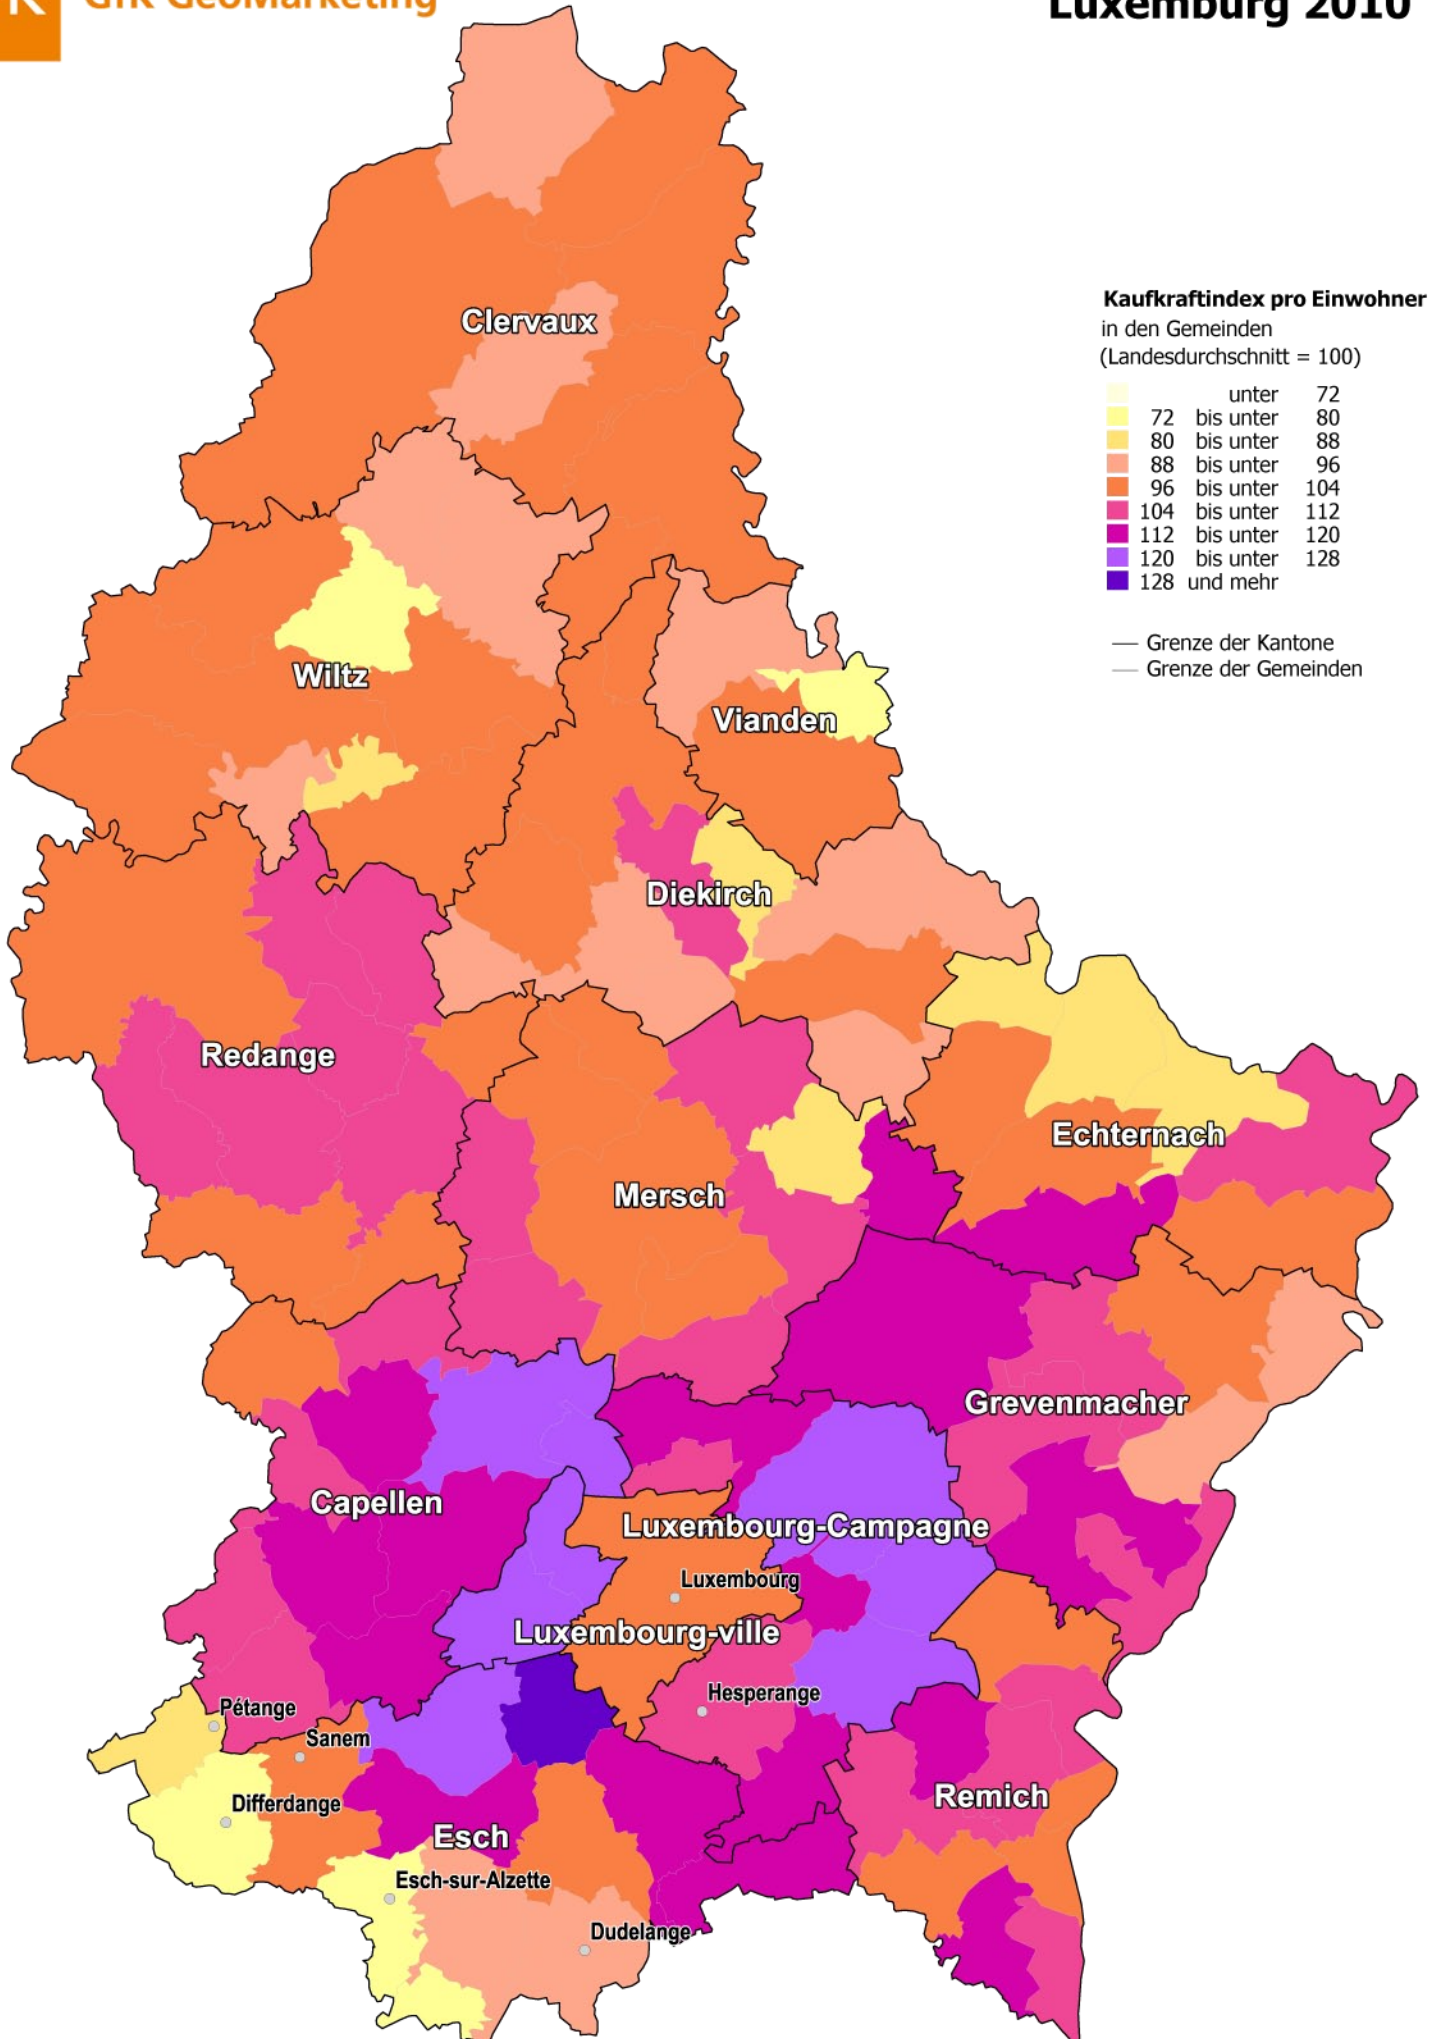 K
GfK GeoMarketing
Luxemburg 2010
Kaufkraftindex pro Einwohner
in den Gemeinden
(Landesdurchschnitt = 100)
unter 72
72 bis unter 80
80 bis unter 88
88 bis unter 96
96 bis unter 104
104 bis unter 112
112 bis unter 120
120 bis unter 128
128 und mehr
Grenze der Kantone
Grenze der Gemeinden
Clervaux
Wiltz
Vianden
Diekirch
Redange
Echternach
Mersch
Grevenmacher
Capellen
Luxembourg-Campagne
Luxembourg
Luxembourg-ville
Hesperange
Pétange
Sanem
Remich
Differdange
Esch
Esch-sur-Alzette
Dudelange